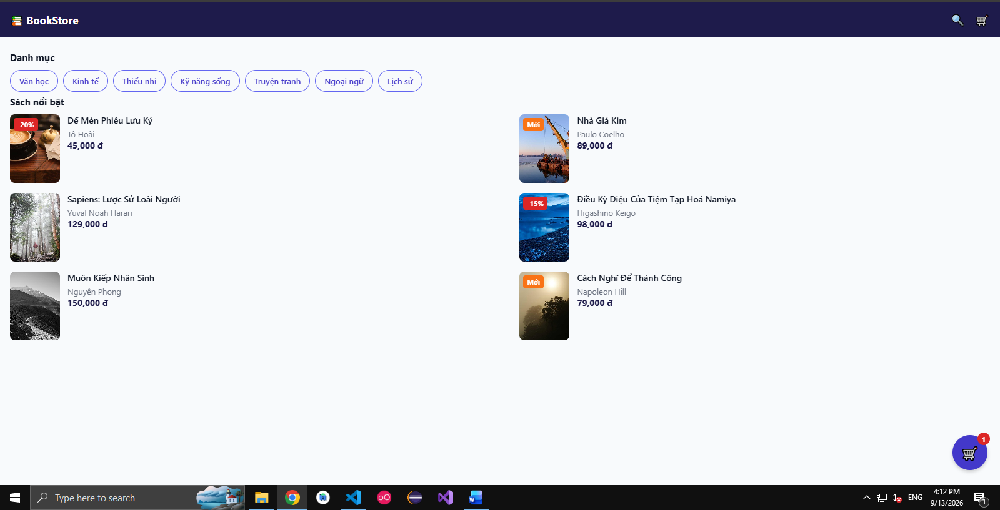 BookStore
Danh mục
Văn học
Kinh tế
Thiếu nhi
Kỹ năng sống
Truyện tranh
Ngoại ngữ
Lịch sử
Sách nổi bật
-20%
Dế Mèn Phiêu Lưu Ký
Tô Hoài
45,000 đ
Mới
Nhà Giả Kim
Paulo Coelho
89,000 đ
Sapiens: Lược Sử Loài Người
Yuval Noah Harari
129,000 đ
-15%
Điều Kỳ Diệu Của Tiệm Tạp Hoá Namiya
Higashino Keigo
98,000 đ
Muôn Kiếp Nhân Sinh
Nguyên Phong
150,000 đ
Mới
Cách Nghĩ Để Thành Công
Napoleon Hill
79,000 đ
1
Type here to search
ENG
4:12 PM
9/13/2026
1